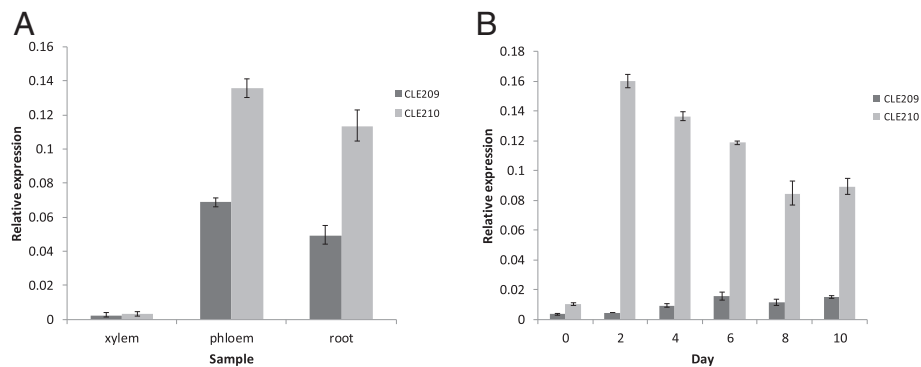 A
Relative expression
0.16
0.14
0.12
0.1
0.08
0.06
0.04
0.02
0
xylem phloem root
Sample
CLE209
CLE210
B
Relative expression
0.18
0.16
0.14
0.12
0.1
0.08
0.06
0.04
0.02
0
0 2 4 6 8 10
Day
CLE209
CLE210